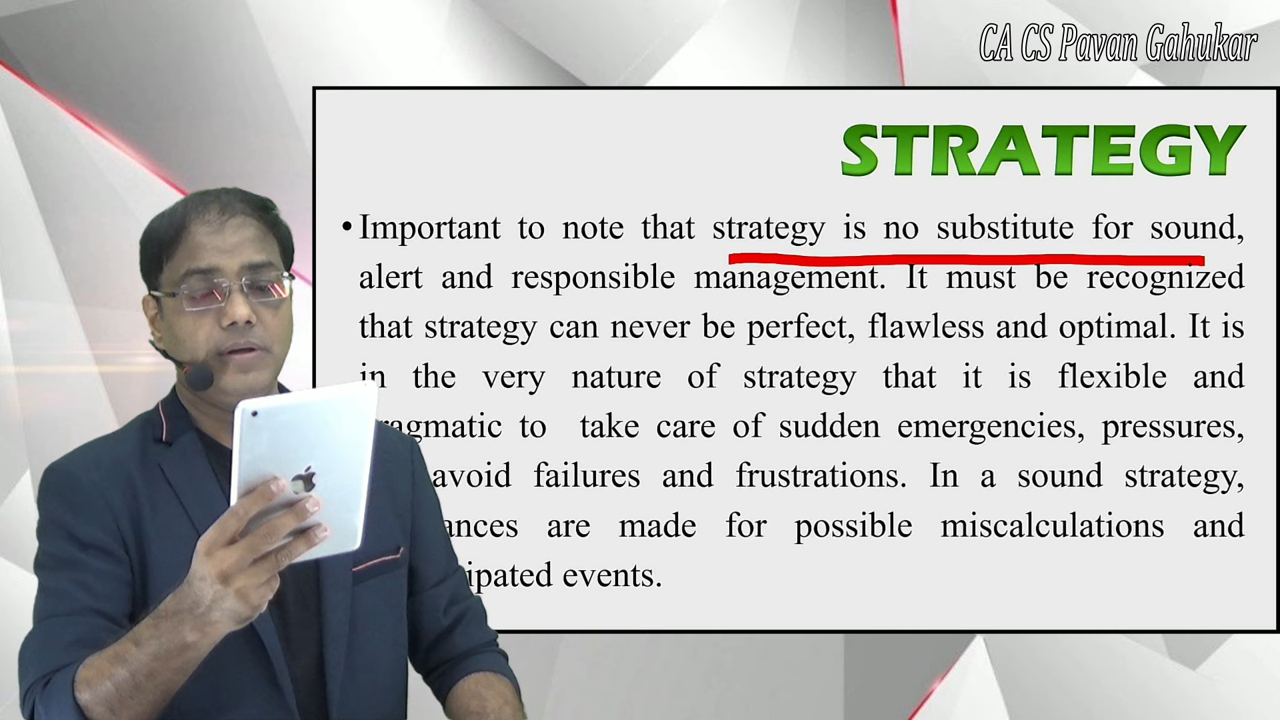 CA CS Pavan Gahukar
STRATEGY
• Important to note that strategy is no substitute for sound,
alert and responsible management. It must be recognized
that strategy can never be perfect, flawless and optimal. It is
in the very nature of strategy that it is flexible and
to take care of sudden emergencies, pressures,
avoid failures and frustrations. In a sound strategy,
are made for possible miscalculations and
events.